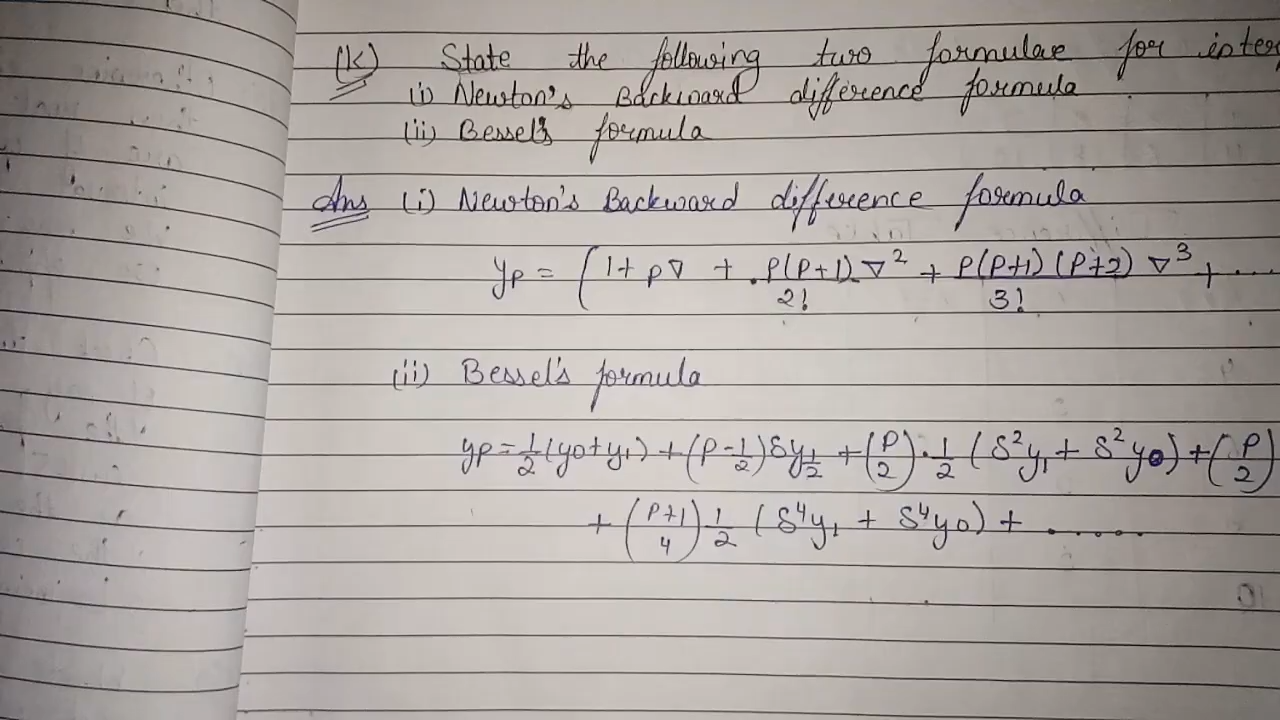 (K) State the following two formulae for inter
(i) Newton's Backward difference formula
(ii) Bessel's formula
Ans (i) Newton's Backward difference formula
yp = (1 + p∇ + p(p+1)/2! ∇² + p(p+1)(p+2)/3! ∇³ + ....
(ii) Bessel's formula
yp = 1/2 (y0 + y1) + (p - 1/2) δy1/2 + (p 2) · 1/2 (δ²y1 + δ²y0) + (p 2)
+ (p+1 4) 1/2 (δ⁴y1 + δ⁴y0) + ......